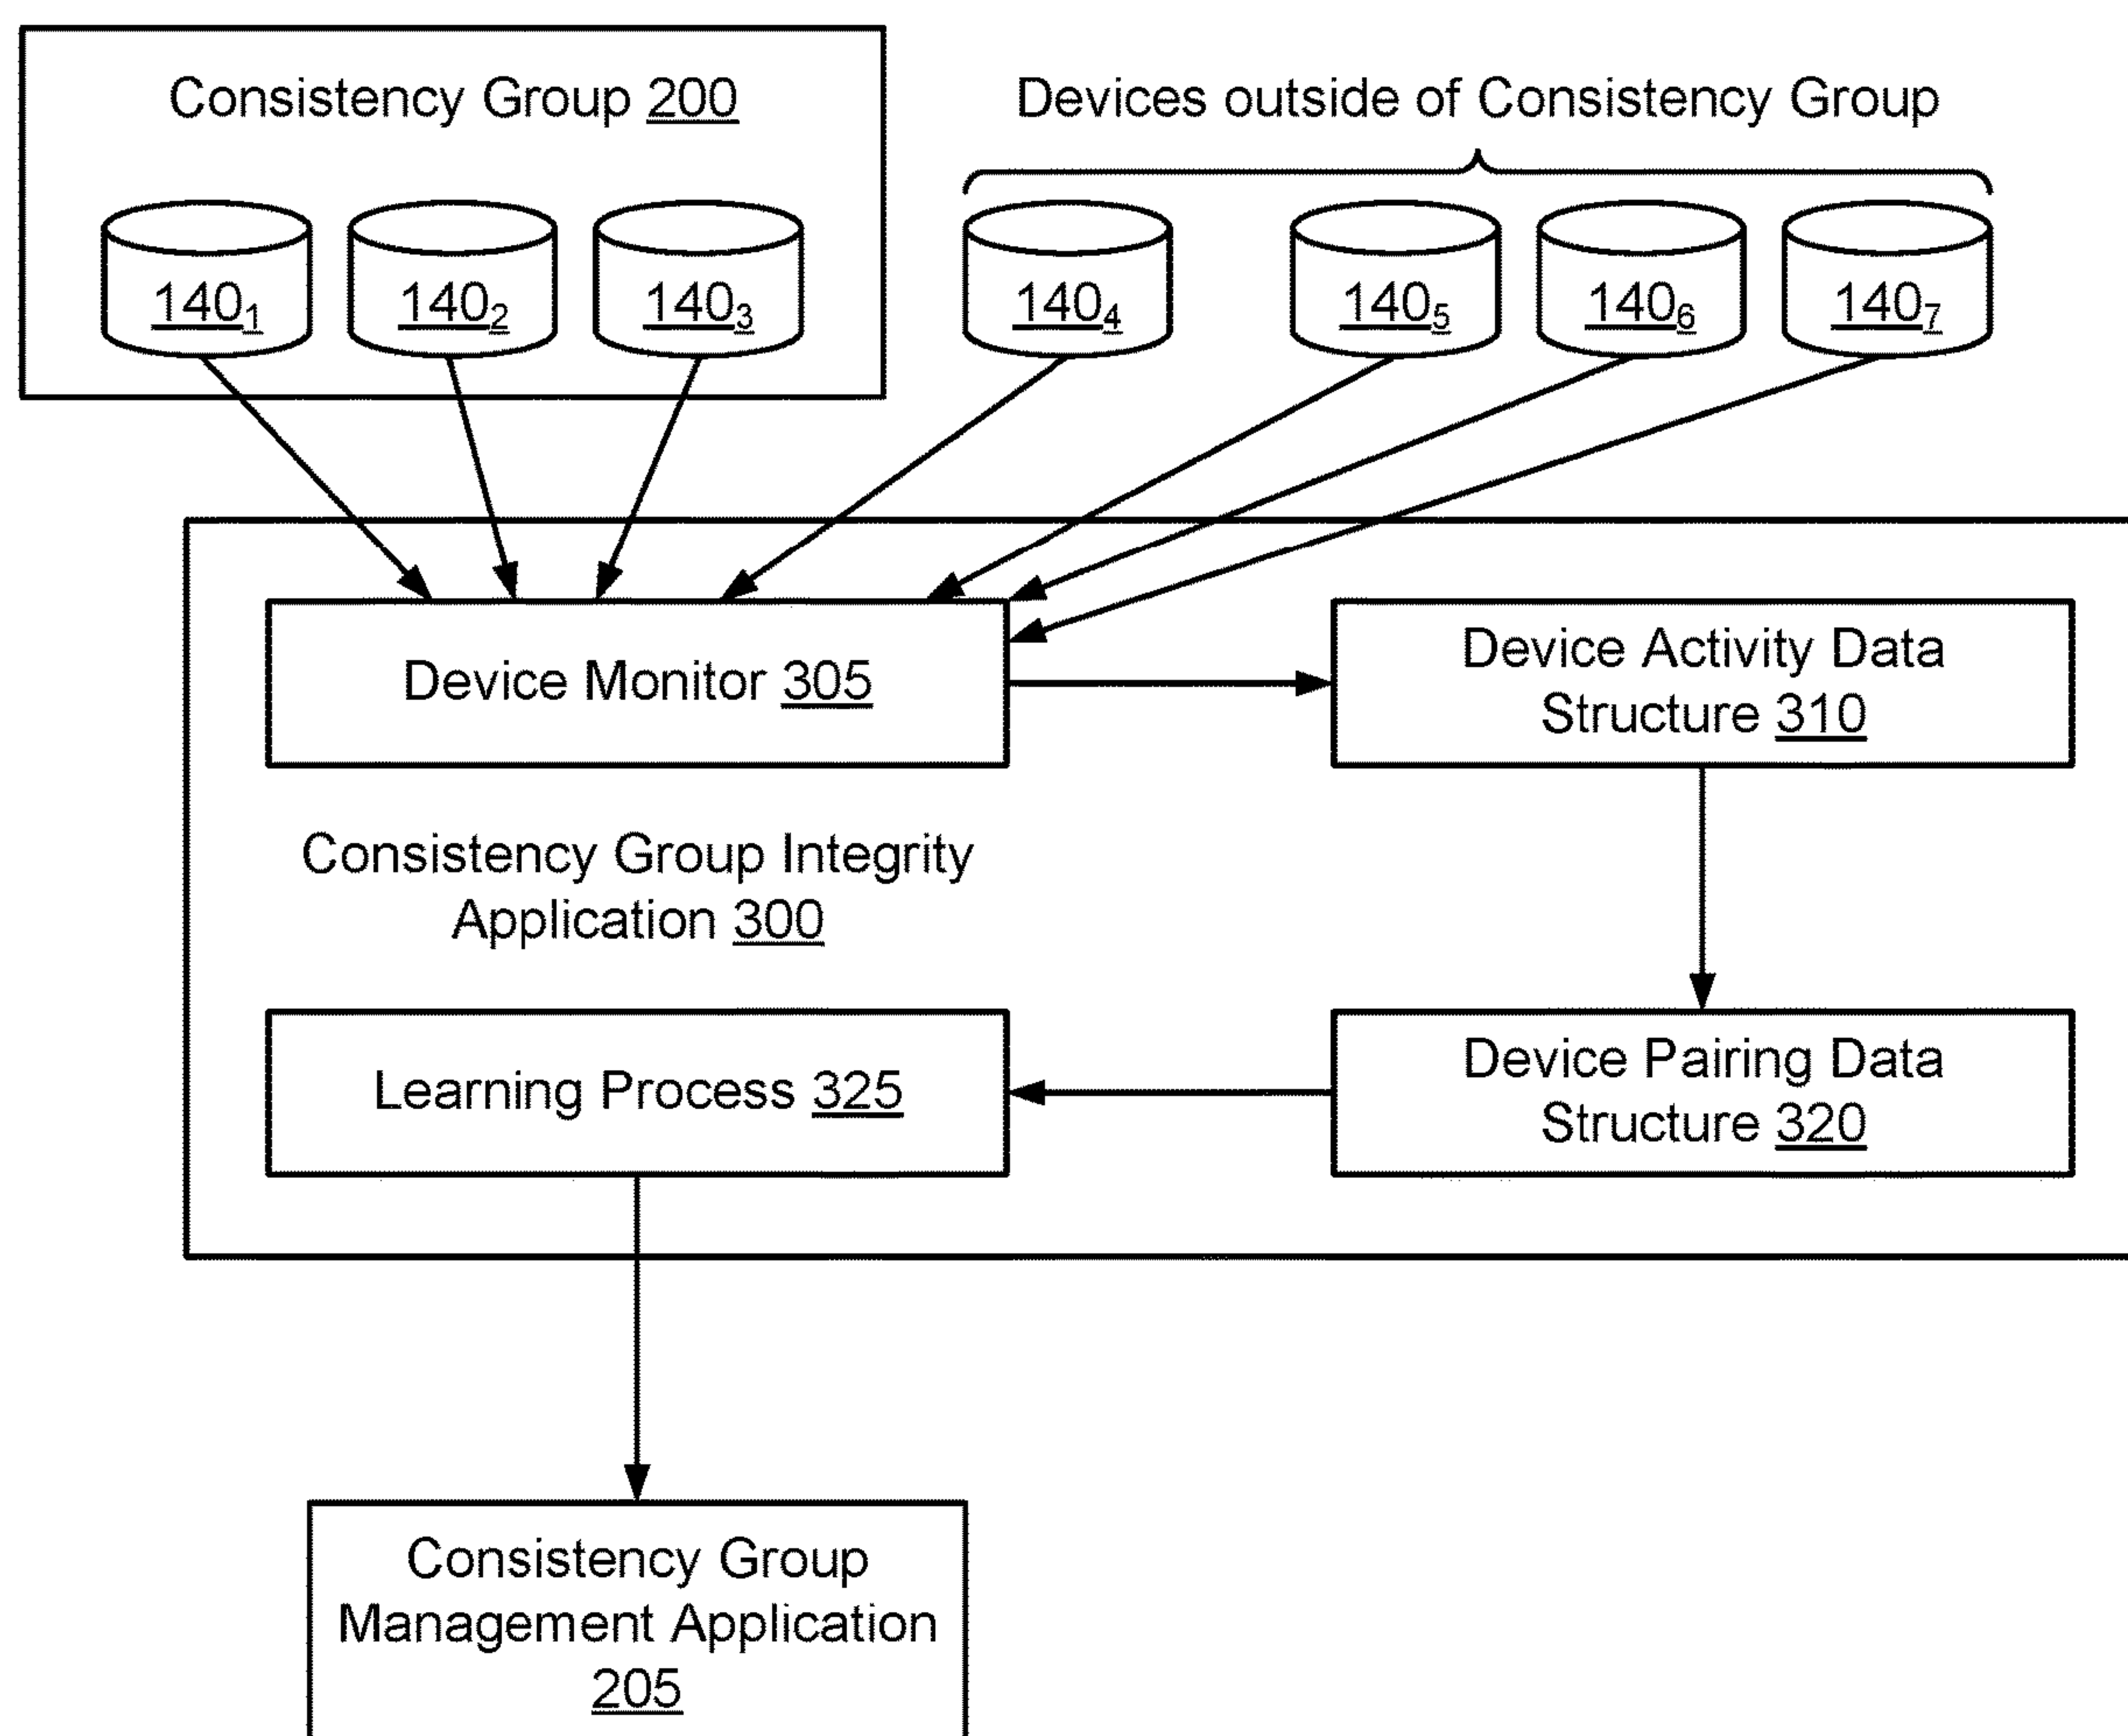 Consistency Group 200
Devices outside of Consistency Group
140₁
140₂
140₃
140₄
140₅
140₆
140₇
Device Monitor 305
Device Activity Data
Structure 310
Consistency Group Integrity
Application 300
Learning Process 325
Device Pairing Data
Structure 320
Consistency Group
Management Application
205